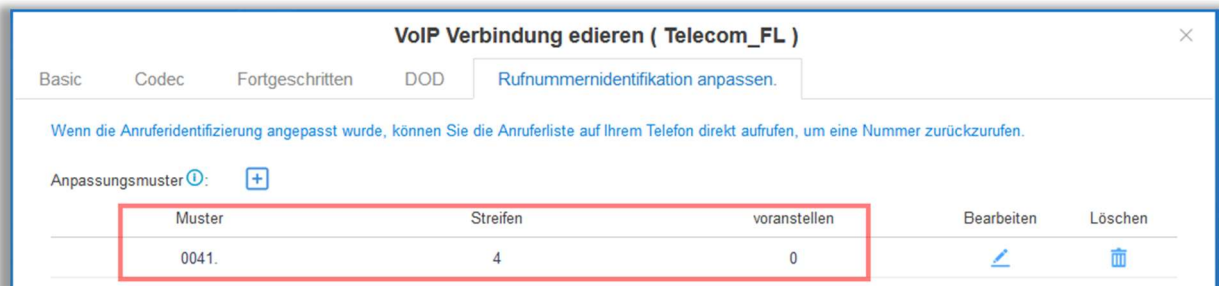 VoIP Verbindung edieren ( Telecom_FL )
Basic Codec Fortgeschritten DOD Rufnummernidentifikation anpassen.
Wenn die Anruferidentifizierung angepasst wurde, können Sie die Anruferliste auf Ihrem Telefon direkt aufrufen, um eine Nummer zurückzurufen.
Anpassungsmuster :
Muster Streifen voranstellen Bearbeiten Löschen
0041. 4 0